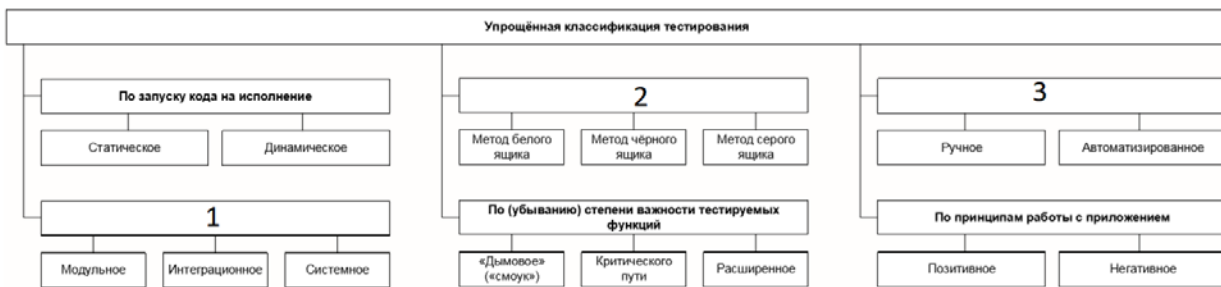 Упрощённая классификация тестирования
По запуску кода на исполнение
Статическое
Динамическое
1
Модульное
Интеграционное
Системное
2
Метод белого
ящика
Метод чёрного
ящика
Метод серого
ящика
По (убыванию) степени важности тестируемых
функций
«Дымовое»
(«смоук»)
Критического
пути
Расширенное
3
Ручное
Автоматизированное
По принципам работы с приложением
Позитивное
Негативное